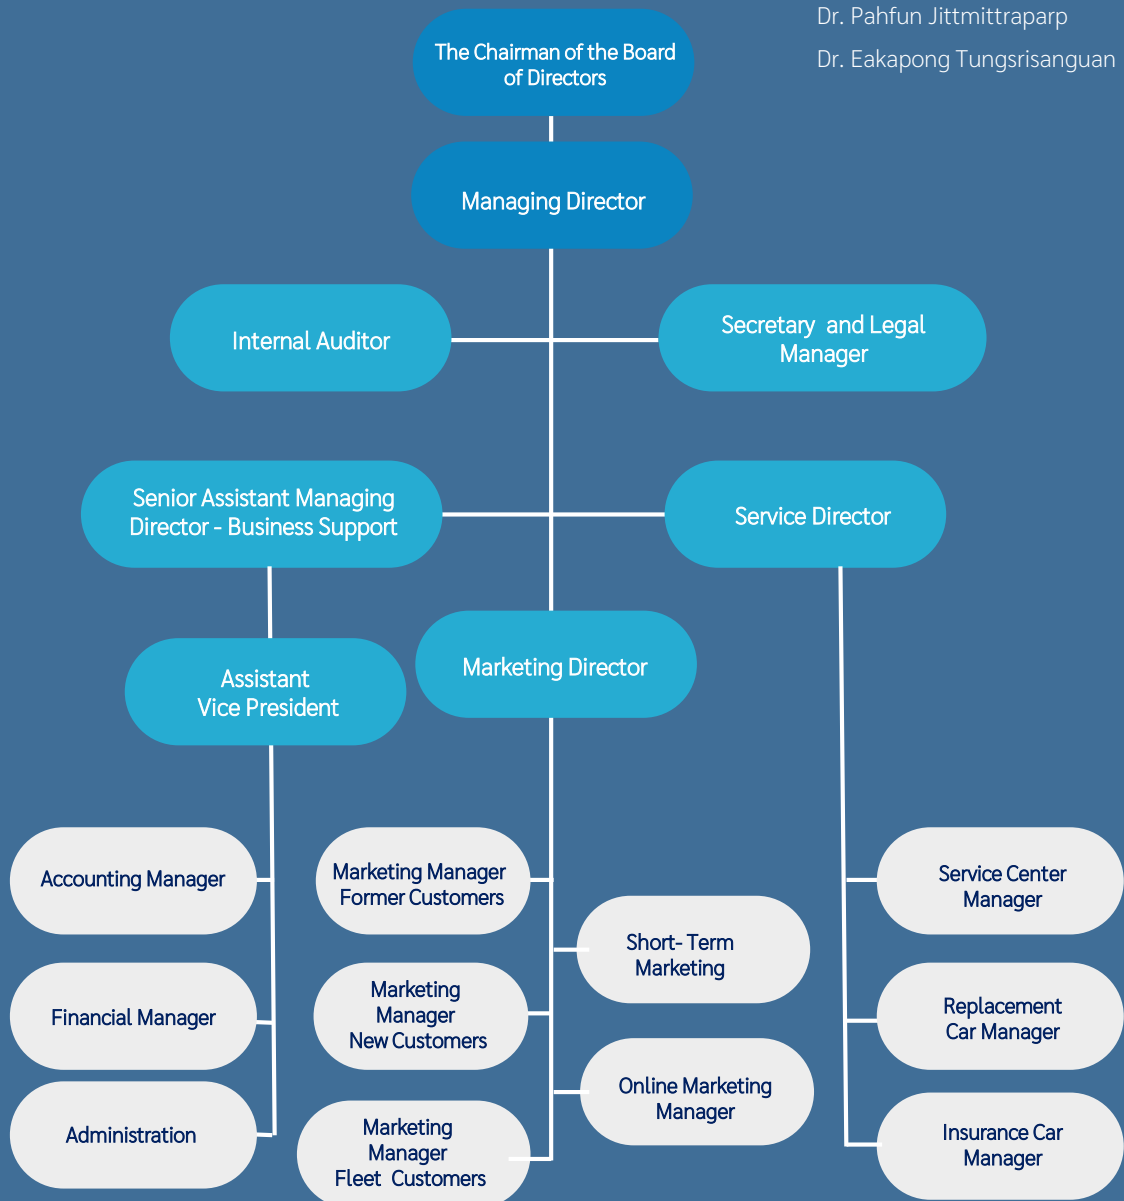 Dr. Pahfun Jittmittraparp
Dr. Eakapong Tungsrisanguan
The Chairman of the Board
of Directors
Managing Director
Internal Auditor
Secretary and Legal
Manager
Senior Assistant Managing
Director - Business Support
Service Director
Assistant
Vice President
Marketing Director
Accounting Manager
Financial Manager
Administration
Marketing Manager
Former Customers
Marketing
Manager
New Customers
Marketing
Manager
Fleet Customers
Short- Term
Marketing
Online Marketing
Manager
Service Center
Manager
Replacement
Car Manager
Insurance Car
Manager